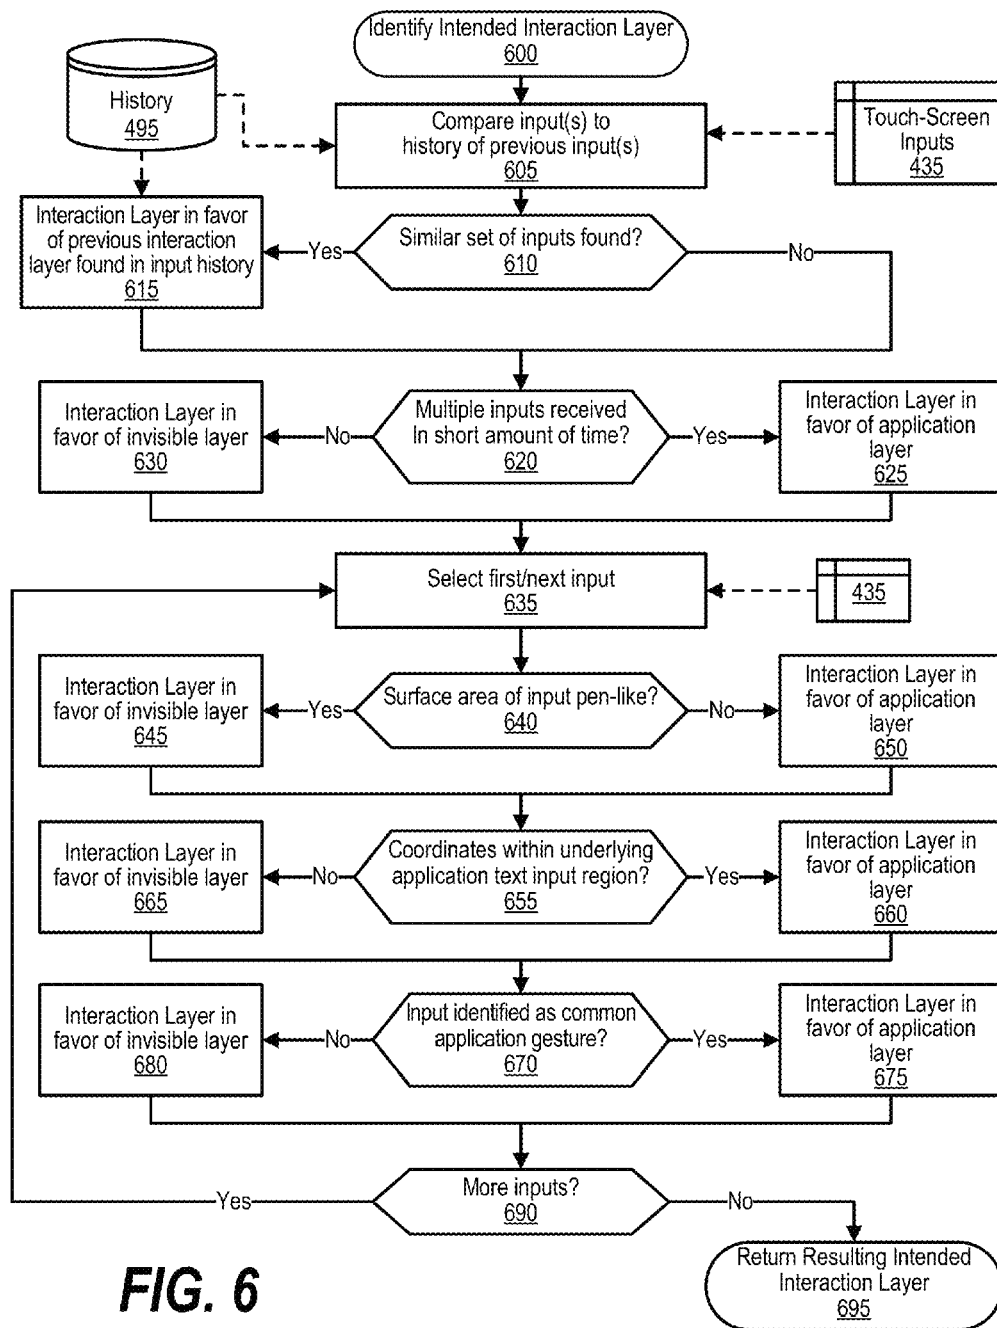 Identify Intended Interaction Layer
600
History
495
Compare input(s) to
history of previous input(s)
605
Touch-Screen
Inputs
435
Interaction Layer in favor
of previous interaction
layer found in input history
615
Yes
Similar set of inputs found?
610
No
Interaction Layer in
favor of invisible layer
630
No
Multiple inputs received
In short amount of time?
620
Yes
Interaction Layer in
favor of application
layer
625
Select first/next input
635
435
Interaction Layer in
favor of invisible layer
645
Yes
Surface area of input pen-like?
640
No
Interaction Layer in
favor of application
layer
650
Interaction Layer in
favor of invisible layer
665
No
Coordinates within underlying
application text input region?
655
Yes
Interaction Layer in
favor of application
layer
660
Interaction Layer in
favor of invisible layer
680
No
Input identified as common
application gesture?
670
Yes
Interaction Layer in
favor of application
layer
675
Yes
More inputs?
690
No
Return Resulting Intended
Interaction Layer
695
FIG. 6